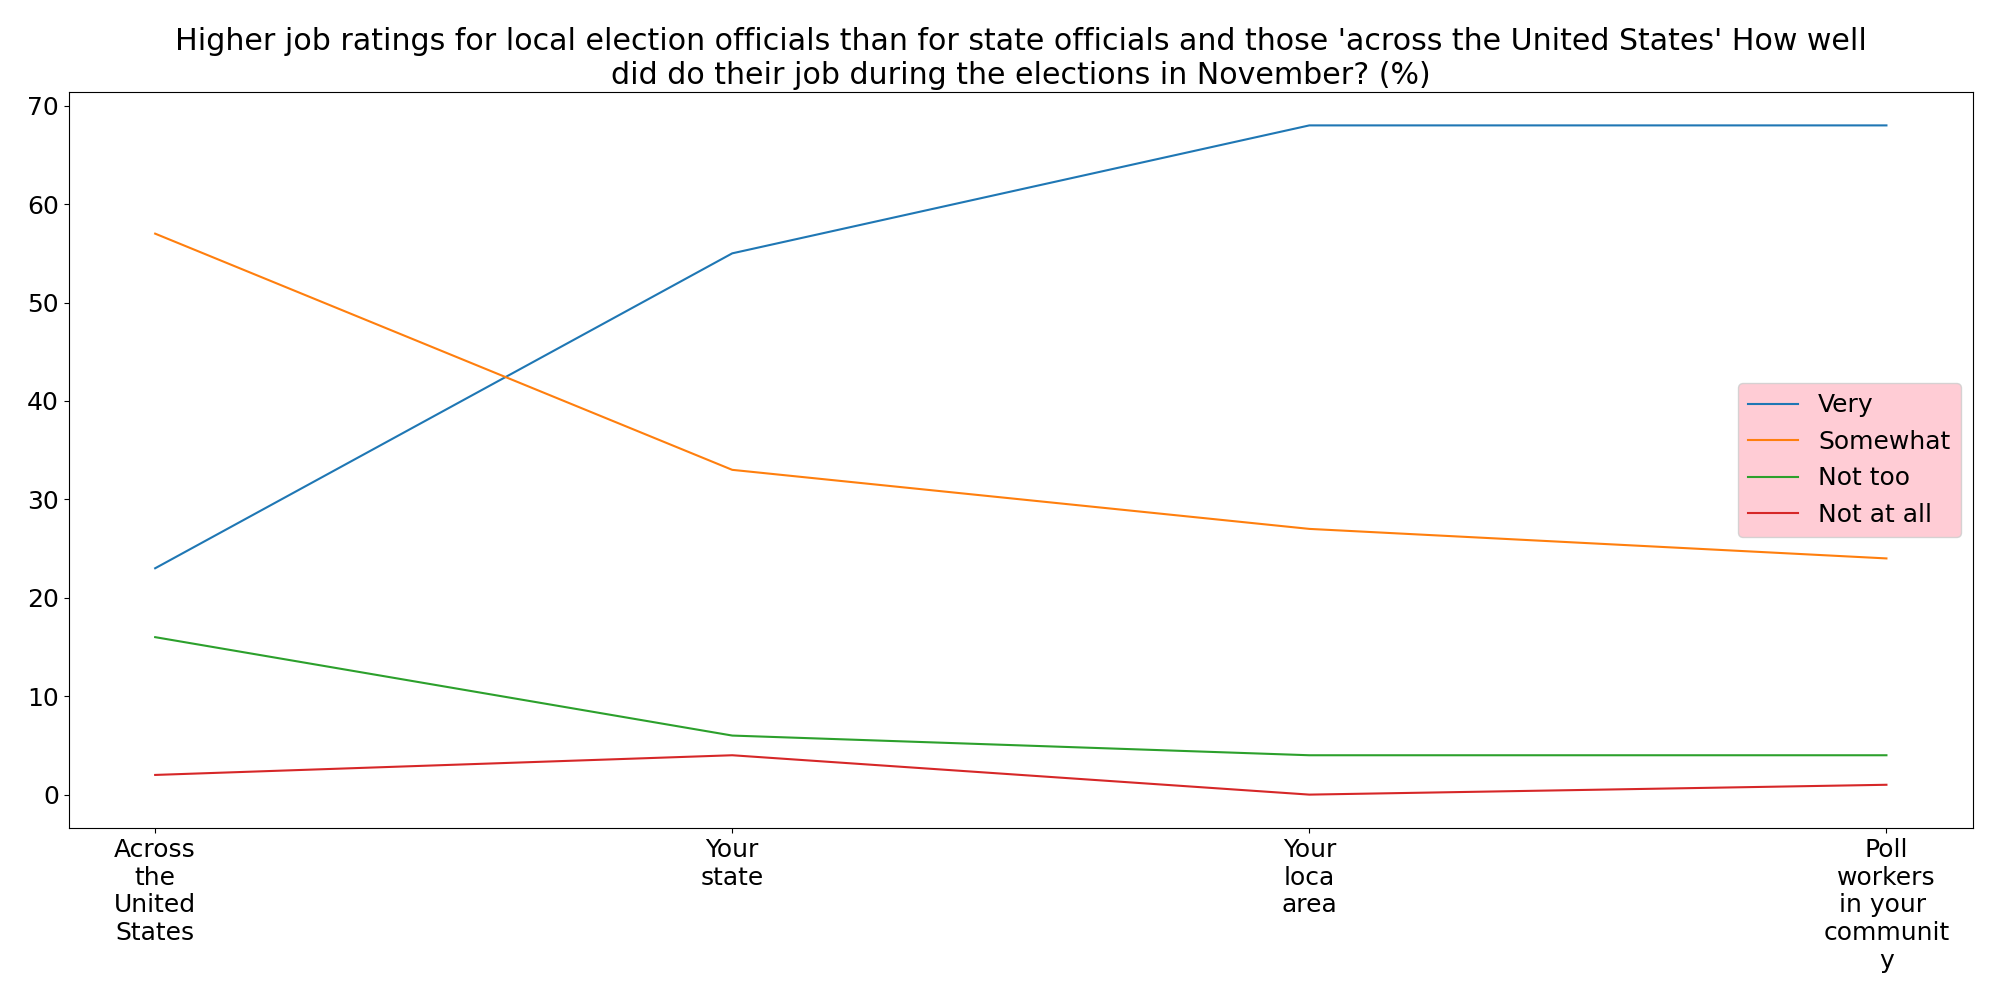 Higher job ratings for local election officials than for state officials and those 'across the United States' How well
did do their job during the elections in November? (%)
70
60
50
40
30
20
10
0
Very
Somewhat
Not too
Not at all
Across
the
United
States
Your
state
Your
loca
area
Poll
workers
in your
communit
y